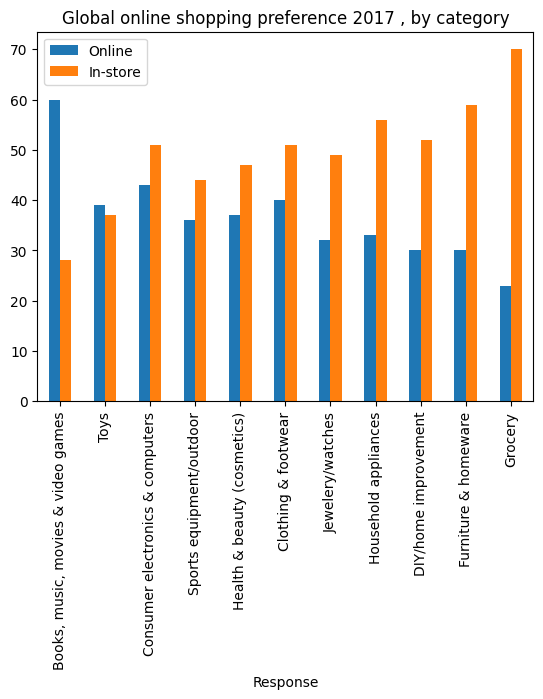 Global online shopping preference 2017 , by category
Online
In-store
70
60
50
40
30
20
10
0
Books, music, movies & video games
Toys
Consumer electronics & computers
Sports equipment/outdoor
Health & beauty (cosmetics)
Clothing & footwear
Jewelery/watches
Household appliances
DIY/home improvement
Furniture & homeware
Grocery
Response